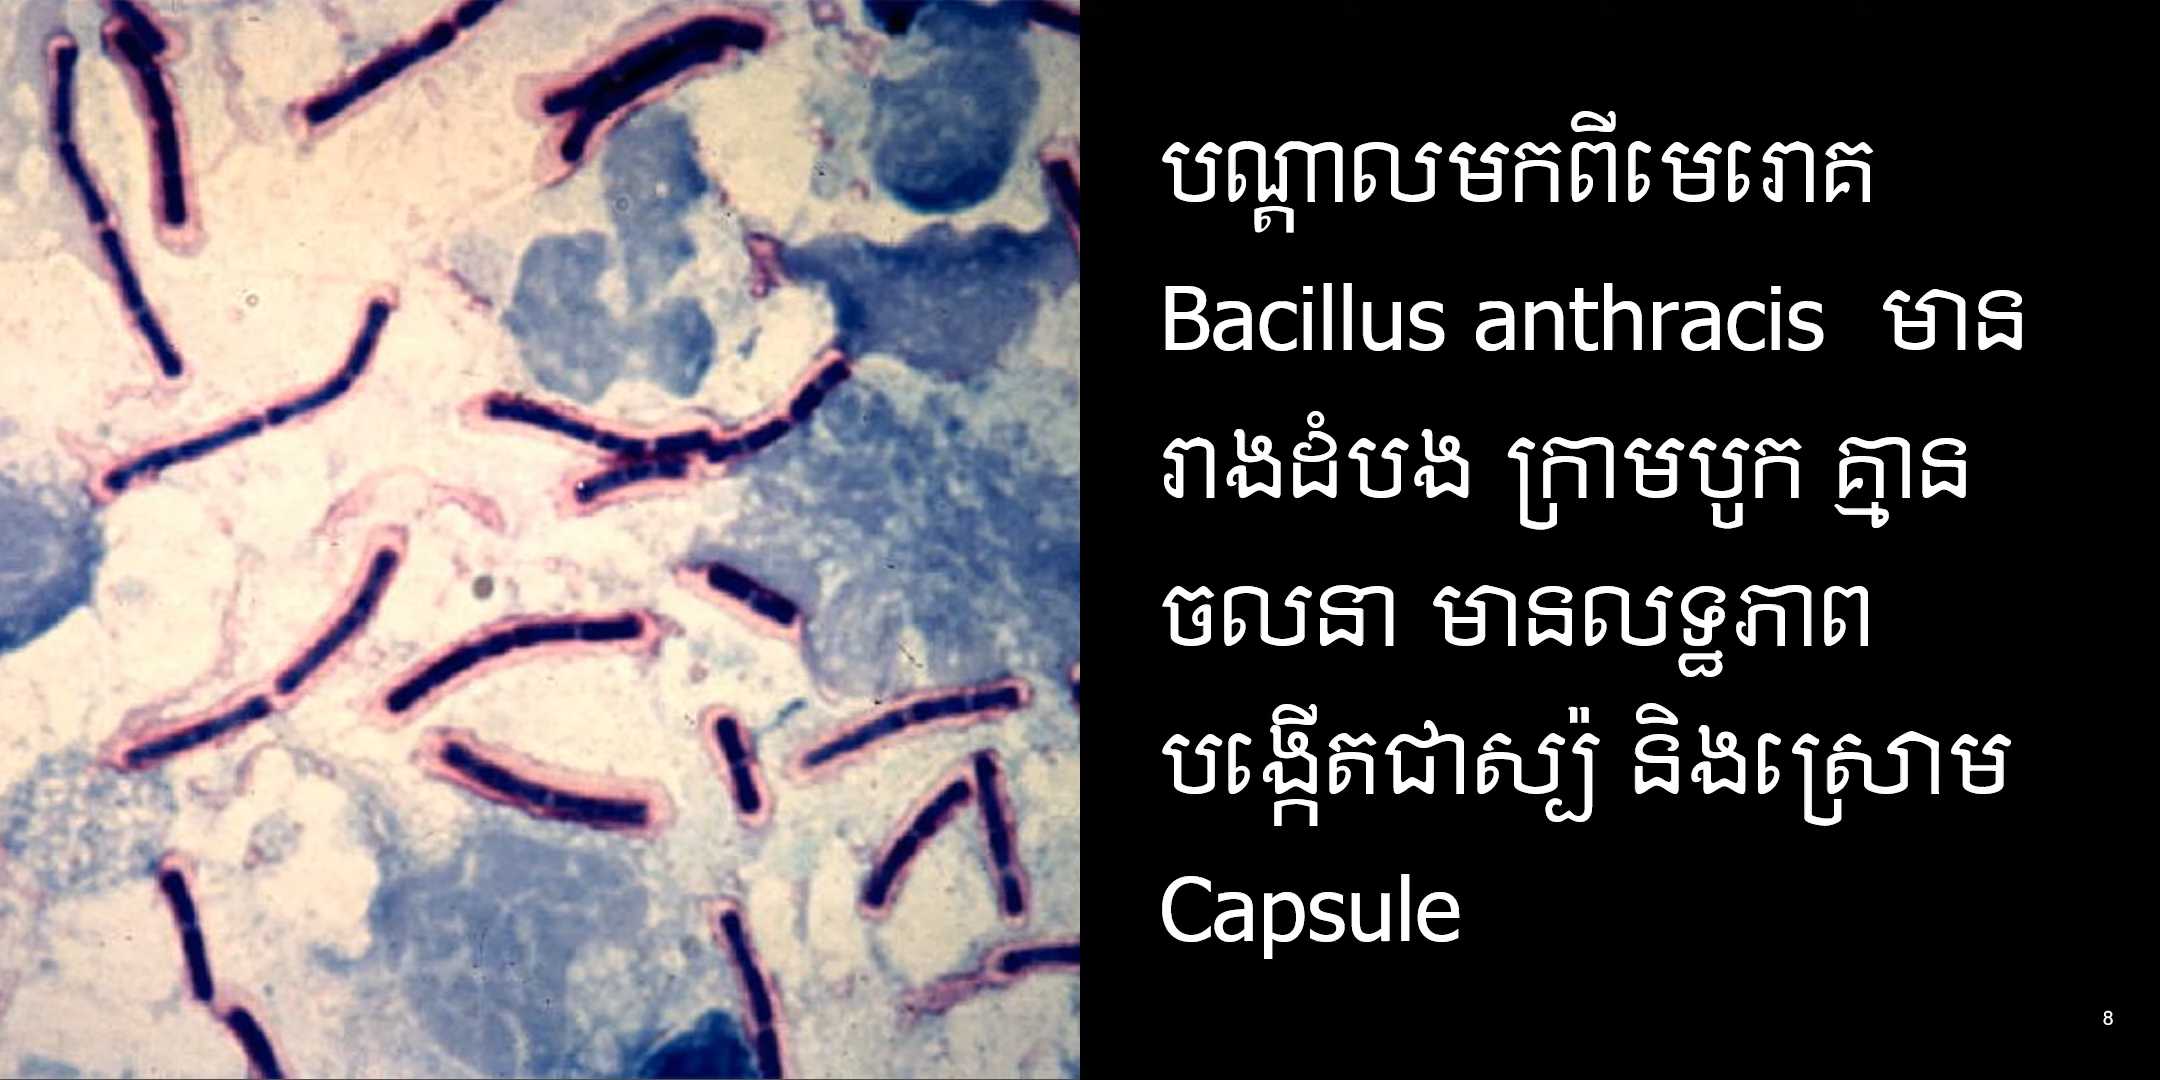 បណ្ដាលមកពីមេរោគ
Bacillus anthracis មាន
រាងដំបង ក្រាមបូក គ្មាន
ចលនា មានលទ្ធភាព
បង្កើតជាស្ប៉ និងស្រោម
Capsule
8